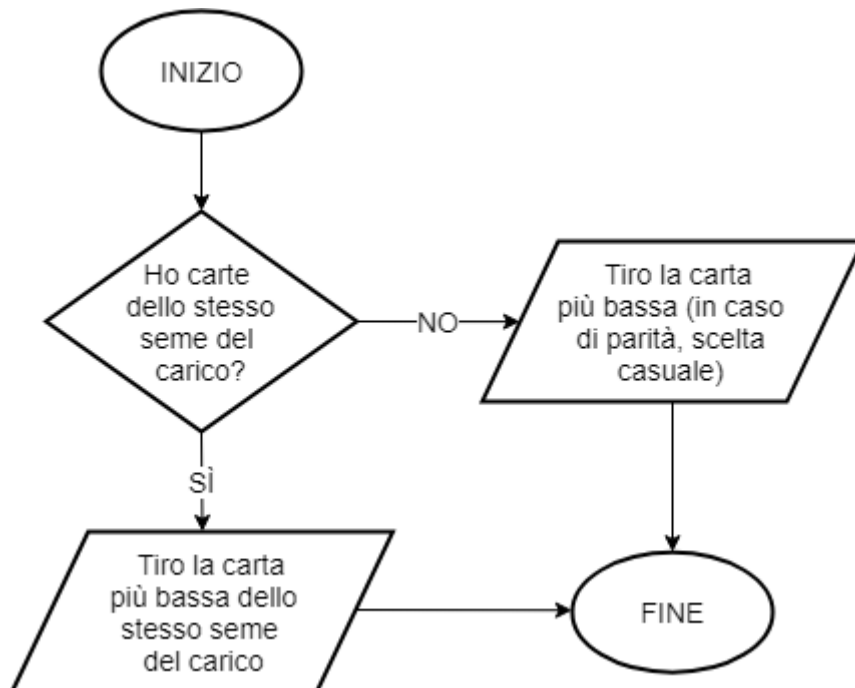 INIZIO
Ho carte
dello stesso
seme del
carico?
NO
Tiro la carta
più bassa (in caso
di parità, scelta
casuale)
SÌ
Tiro la carta
più bassa dello
stesso seme
del carico
FINE